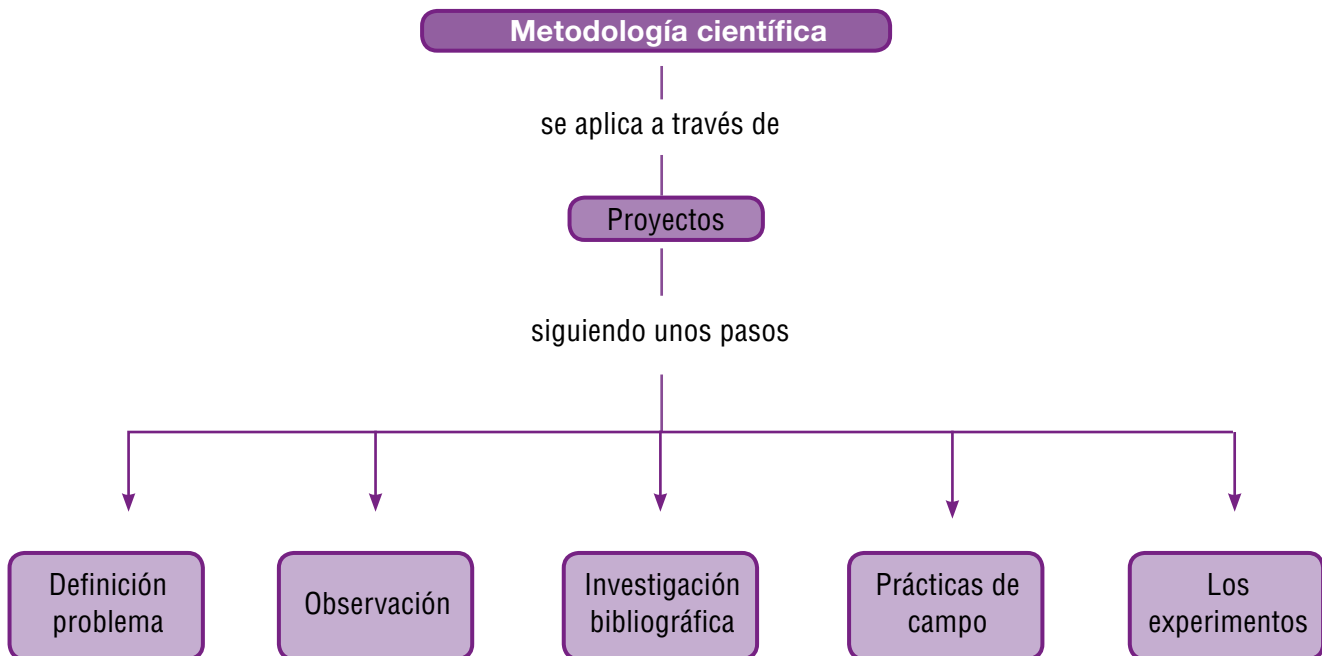 Metodología científica
se aplica a través de
Proyectos
siguiendo unos pasos
Definición
problema
Observación
Investigación
bibliográfica
Prácticas de
campo
Los
experimentos